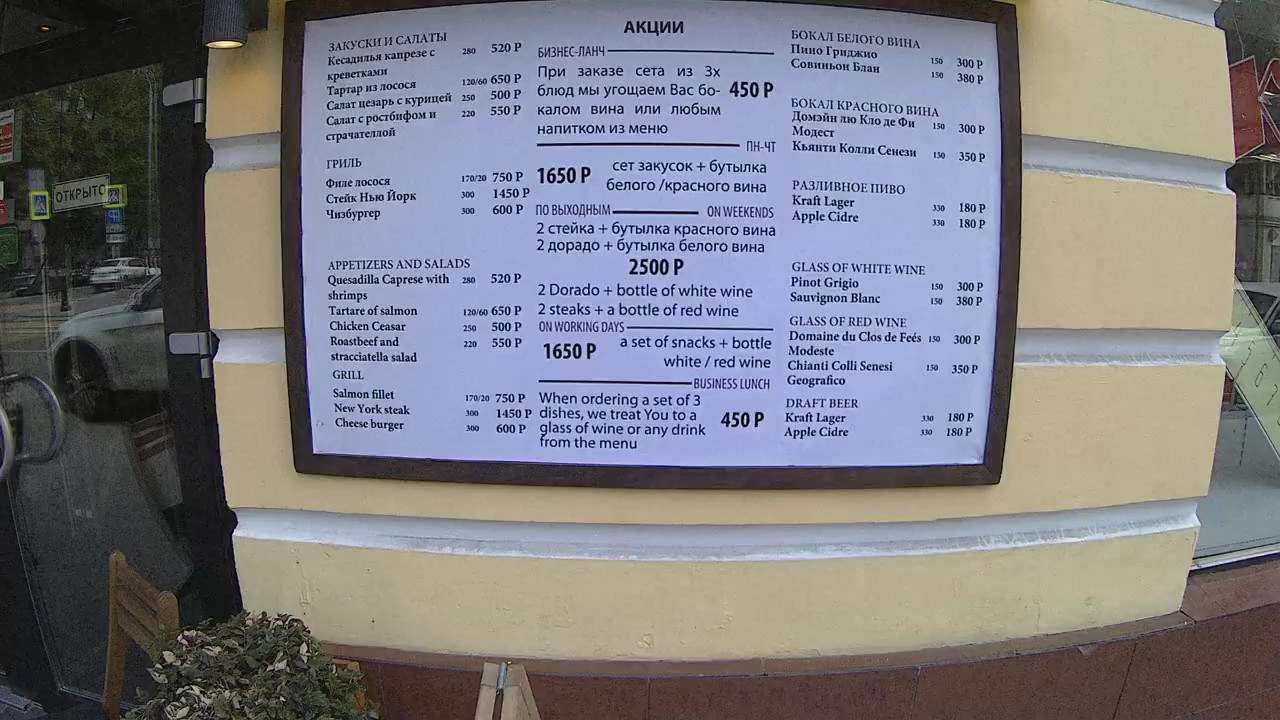 ОТКРЫТО
ЗАКУСКИ И САЛАТЫ
Кесадилья капрезе с 280 520 Р
креветками
Тартар из лосося 120/60 650 Р
Салат цезарь с курицей 250 500 Р
Салат с ростбифом и 220 550 Р
страчателлой
ГРИЛЬ
Филе лосося 170/20 750 Р
Стейк Нью Йорк 300 1450 Р
Чизбургер 300 600 Р
APPETIZERS AND SALADS
Quesadilla Caprese with 280 520 Р
shrimps
Tartare of salmon 120/60 650 Р
Chicken Ceasar 250 500 Р
Roastbeef and 220 550 Р
stracciatella salad
GRILL
Salmon fillet 170/20 750 Р
New York steak 300 1450 Р
Cheese burger 300 600 Р
АКЦИИ
БИЗНЕС-ЛАНЧ
При заказе сета из 3х
блюд мы угощаем Вас бо- 450 Р
калом вина или любым
напитком из меню
ПН-ЧТ
1650 Р сет закусок + бутылка
белого /красного вина
ПО ВЫХОДНЫМ ON WEEKENDS
2 стейка + бутылка красного вина
2 дорадо + бутылка белого вина
2500 Р
2 Dorado + bottle of white wine
2 steaks + a bottle of red wine
ON WORKING DAYS
1650 Р a set of snacks + bottle
white / red wine
BUSINESS LUNCH
When ordering a set of 3
dishes, we treat You to a
glass of wine or any drink 450 Р
from the menu
БОКАЛ БЕЛОГО ВИНА
Пино Гриджио 150 300 Р
Совиньон Блан 150 380 Р
БОКАЛ КРАСНОГО ВИНА
Домэйн лю Кло де Фи 150 300 Р
Модест
Кьянти Колли Сенези 150 350 Р
РАЗЛИВНОЕ ПИВО
Kraft Lager 330 180 Р
Apple Cidre 330 180 Р
GLASS OF WHITE WINE
Pinot Grigio 150 300 Р
Sauvignon Blanc 150 380 Р
GLASS OF RED WINE
Domaine du Clos de Feés 150 300 Р
Modeste
Chianti Colli Senesi 150 350 Р
Geografico
DRAFT BEER
Kraft Lager 330 180 Р
Apple Cidre 330 180 Р